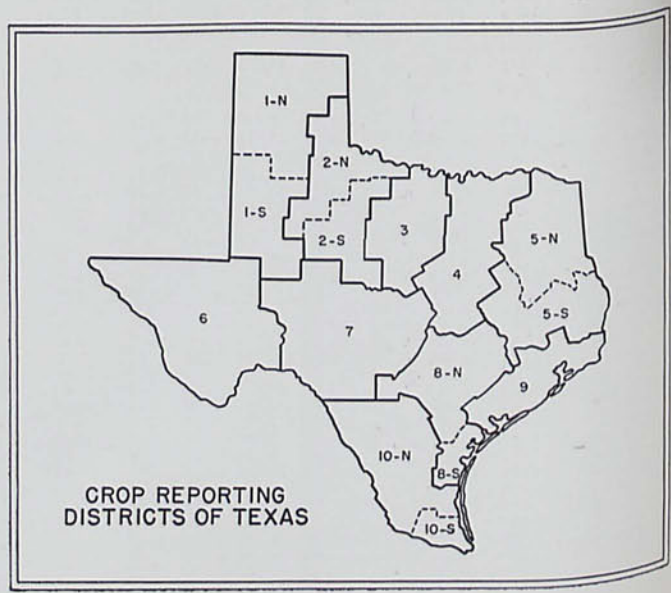 1-N
2-N
1-S
2-S
3
4
5-N
5-S
6
7
8-N
9
10-N
8-S
10-S
CROP REPORTING
DISTRICTS OF TEXAS